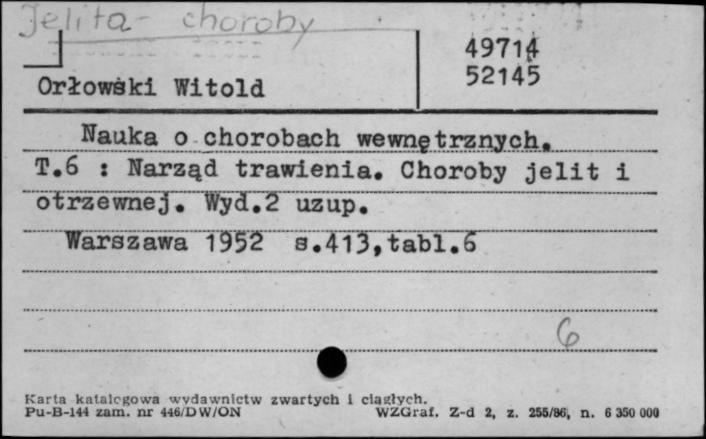 Jelita - choroby
49714
52145
Orłowski Witold
Nauka o chorobach wewnętrznych.
T.6 : Narząd trawienia. Choroby jelit i
otrzewnej. Wyd.2 uzup.
Warszawa 1952 s.413,tabl.6
6
Karta katalogowa wydawnictw zwartych i ciągłych.
Pu-B-144 zam. nr 446/DW/ON WZGraf. Z-d 2, z. 255/86, n. 6 350 000